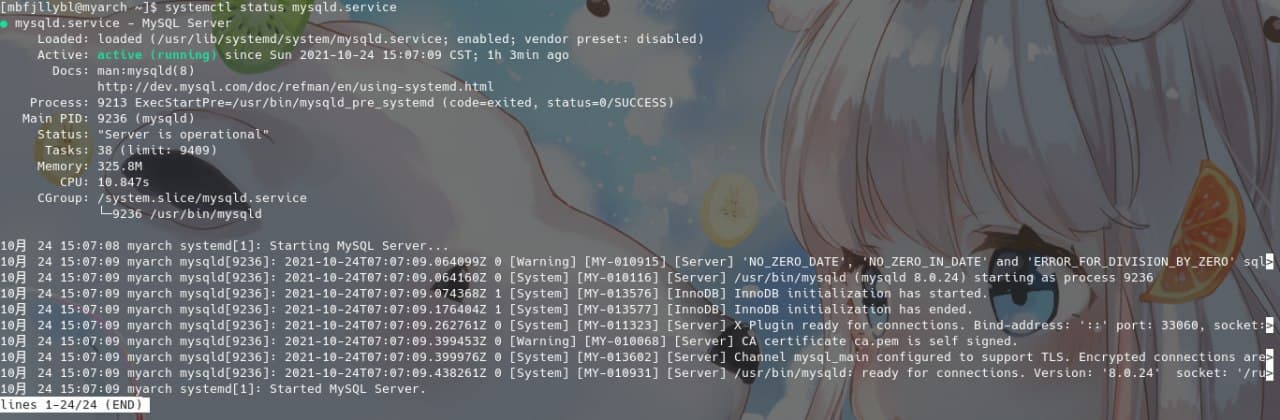 [mbfjllybl@myarch ~]$ systemctl status mysqld.service
● mysqld.service - MySQL Server
Loaded: loaded (/usr/lib/systemd/system/mysqld.service; enabled; vendor preset: disabled)
Active: active (running) since Sun 2021-10-24 15:07:09 CST; 1h 3min ago
Docs: man:mysqld(8)
http://dev.mysql.com/doc/refman/en/using-systemd.html
Process: 9213 ExecStartPre=/usr/bin/mysqld_pre_systemd (code=exited, status=0/SUCCESS)
Main PID: 9236 (mysqld)
Status: "Server is operational"
Tasks: 38 (limit: 9409)
Memory: 325.8M
CPU: 10.847s
CGroup: /system.slice/mysqld.service
└─9236 /usr/bin/mysqld
10月 24 15:07:08 myarch systemd[1]: Starting MySQL Server...
10月 24 15:07:09 myarch mysqld[9236]: 2021-10-24T07:07:09.064099Z 0 [Warning] [MY-010915] [Server] 'NO_ZERO_DATE', 'NO_ZERO_IN_DATE' and 'ERROR_FOR_DIVISION_BY_ZERO' sql>
10月 24 15:07:09 myarch mysqld[9236]: 2021-10-24T07:07:09.064160Z 0 [System] [MY-010116] [Server] /usr/bin/mysqld (mysqld 8.0.24) starting as process 9236
10月 24 15:07:09 myarch mysqld[9236]: 2021-10-24T07:07:09.074368Z 1 [System] [MY-013576] [InnoDB] InnoDB initialization has started.
10月 24 15:07:09 myarch mysqld[9236]: 2021-10-24T07:07:09.176404Z 1 [System] [MY-013577] [InnoDB] InnoDB initialization has ended.
10月 24 15:07:09 myarch mysqld[9236]: 2021-10-24T07:07:09.262761Z 0 [System] [MY-011323] [Server] X Plugin ready for connections. Bind-address: '::' port: 33060, socket:>
10月 24 15:07:09 myarch mysqld[9236]: 2021-10-24T07:07:09.399453Z 0 [Warning] [MY-010068] [Server] CA certificate ca.pem is self signed.
10月 24 15:07:09 myarch mysqld[9236]: 2021-10-24T07:07:09.399976Z 0 [System] [MY-013602] [Server] Channel mysql_main configured to support TLS. Encrypted connections are>
10月 24 15:07:09 myarch mysqld[9236]: 2021-10-24T07:07:09.438261Z 0 [System] [MY-010931] [Server] /usr/bin/mysqld: ready for connections. Version: '8.0.24'  socket: '/ru>
10月 24 15:07:09 myarch systemd[1]: Started MySQL Server.
lines 1-24/24 (END)